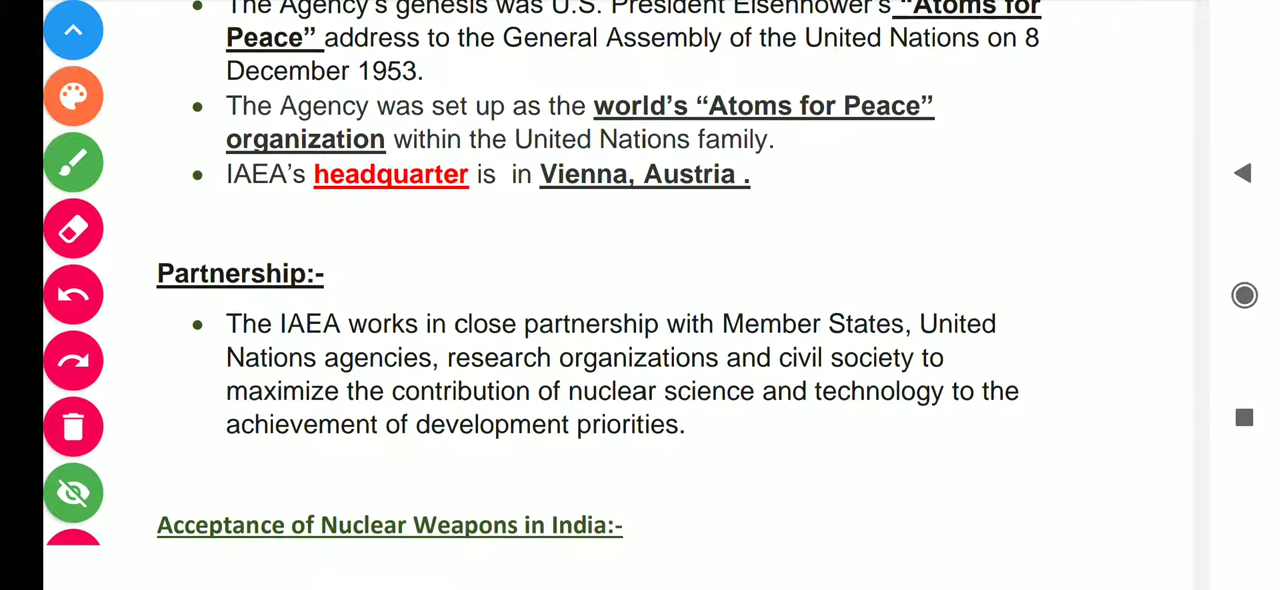 The Agency's genesis was U.S. President Eisenhower's “Atoms for
Peace” address to the General Assembly of the United Nations on 8
December 1953.
The Agency was set up as the world’s “Atoms for Peace”
organization within the United Nations family.
IAEA’s headquarter is in Vienna, Austria .
Partnership:-
The IAEA works in close partnership with Member States, United
Nations agencies, research organizations and civil society to
maximize the contribution of nuclear science and technology to the
achievement of development priorities.
Acceptance of Nuclear Weapons in India:-